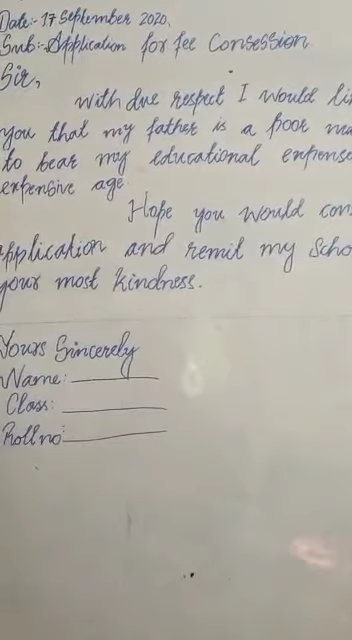 Date:- 17 September 2020,
Sub:- Application for fee Consession
Sir,
With due respect I would li
you that my father is a poor ma
to bear my educational expense
expensive age.
Hope you would con
application and remit my Scho
your most kindness.
Yours Sincerely
Name:
Class:
Roll no: